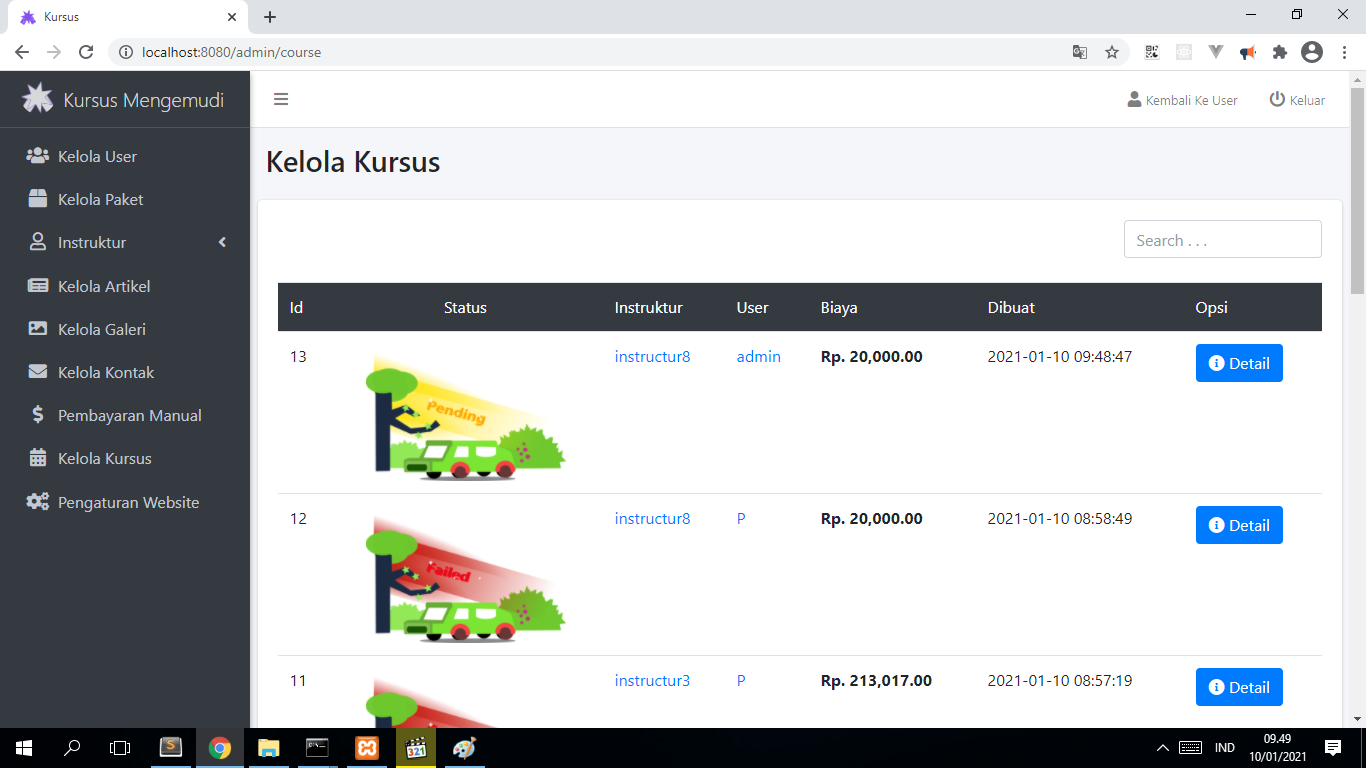 Kursus
localhost:8080/admin/course
Kursus Mengemudi
Kembali Ke User
Keluar
Kelola User
Kelola Paket
Instruktur
Kelola Artikel
Kelola Galeri
Kelola Kontak
Pembayaran Manual
Kelola Kursus
Pengaturan Website
Kelola Kursus
Search . . .
Id Status Instruktur User Biaya Dibuat Opsi
13 Pending instructur8 admin Rp. 20,000.00 2021-01-10 09:48:47 Detail
12 Failed instructur8 P Rp. 20,000.00 2021-01-10 08:58:49 Detail
11 instructur3 P Rp. 213,017.00 2021-01-10 08:57:19 Detail
IND
09.49
10/01/2021